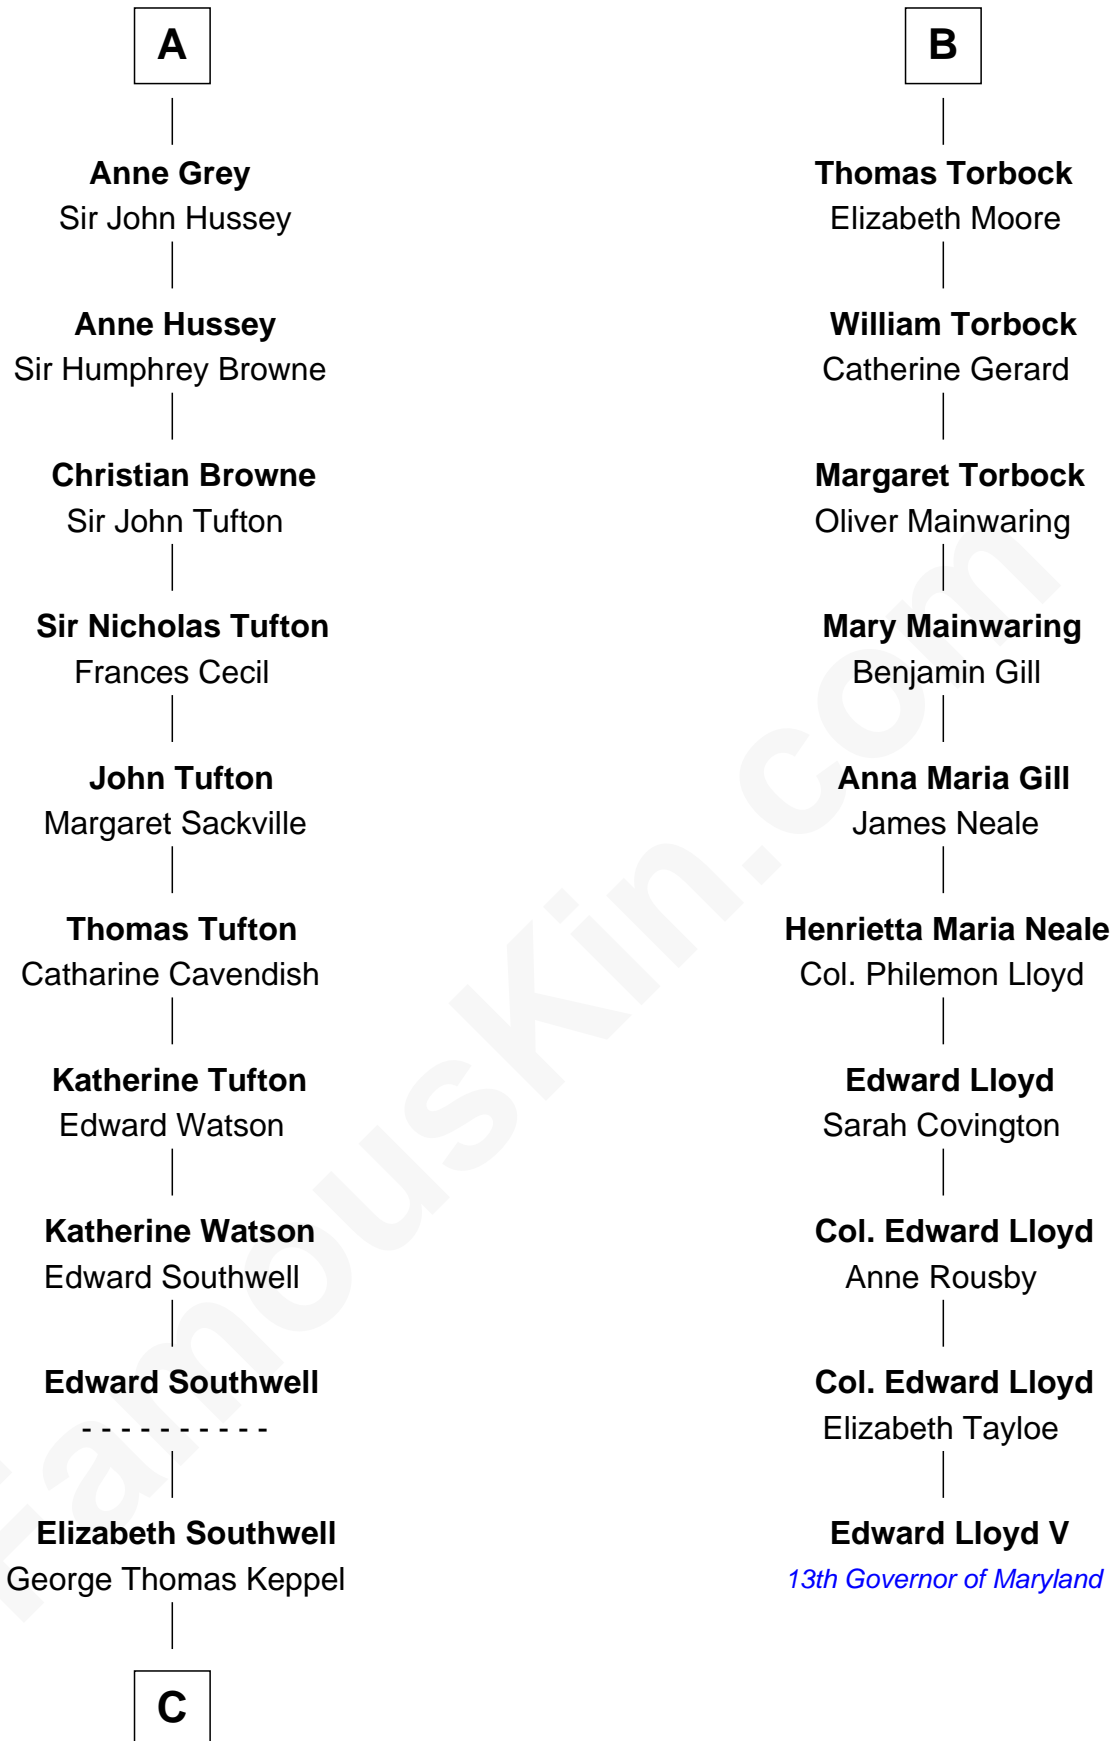 A
Anne Grey
Sir John Hussey
Anne Hussey
Sir Humphrey Browne
Christian Browne
Sir John Tufton
Sir Nicholas Tufton
Frances Cecil
John Tufton
Margaret Sackville
Thomas Tufton
Catharine Cavendish
Katherine Tufton
Edward Watson
Katherine Watson
Edward Southwell
Edward Southwell
- - - - - - - - - -
Elizabeth Southwell
George Thomas Keppel
C
B
Thomas Torbock
Elizabeth Moore
William Torbock
Catherine Gerard
Margaret Torbock
Oliver Mainwaring
Mary Mainwaring
Benjamin Gill
Anna Maria Gill
James Neale
Henrietta Maria Neale
Col. Philemon Lloyd
Edward Lloyd
Sarah Covington
Col. Edward Lloyd
Anne Rousby
Col. Edward Lloyd
Elizabeth Tayloe
Edward Lloyd V
13th Governor of Maryland
FamousKin.com